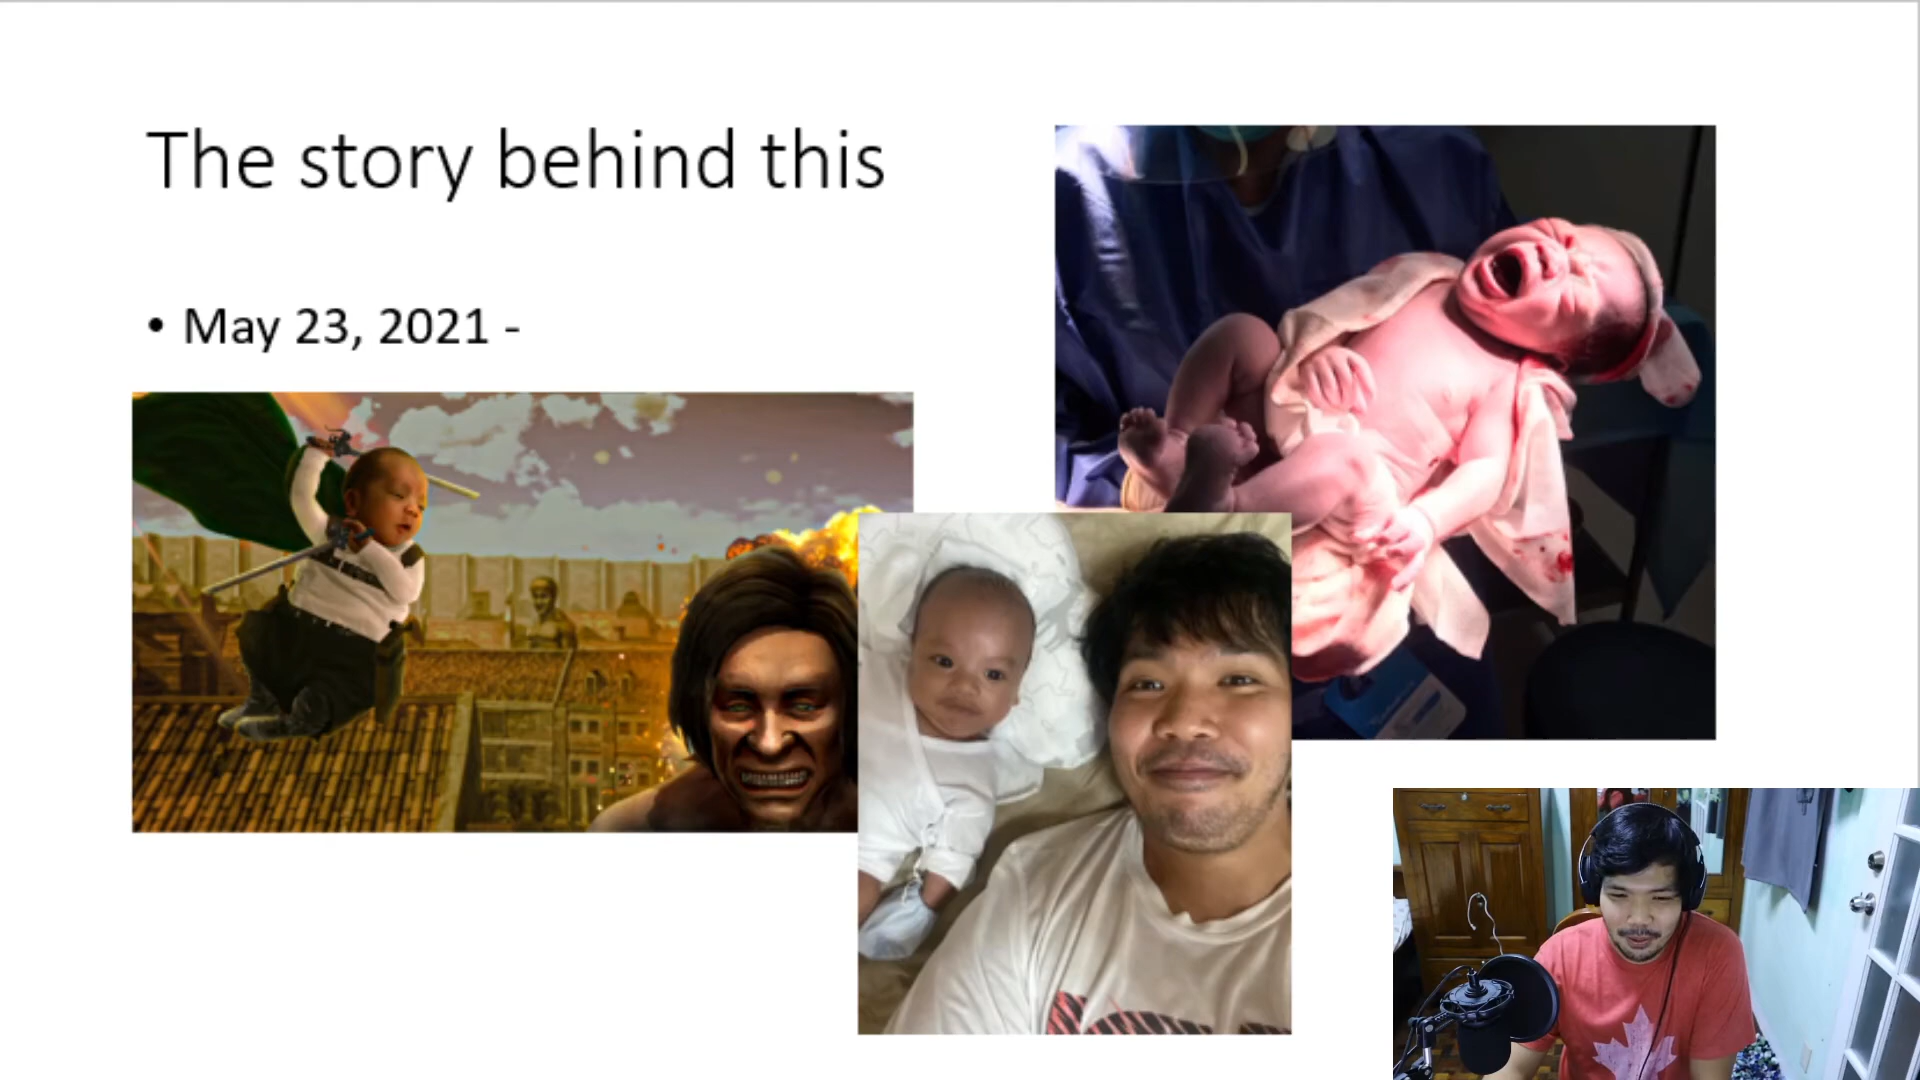 The story behind this
• May 23, 2021 -